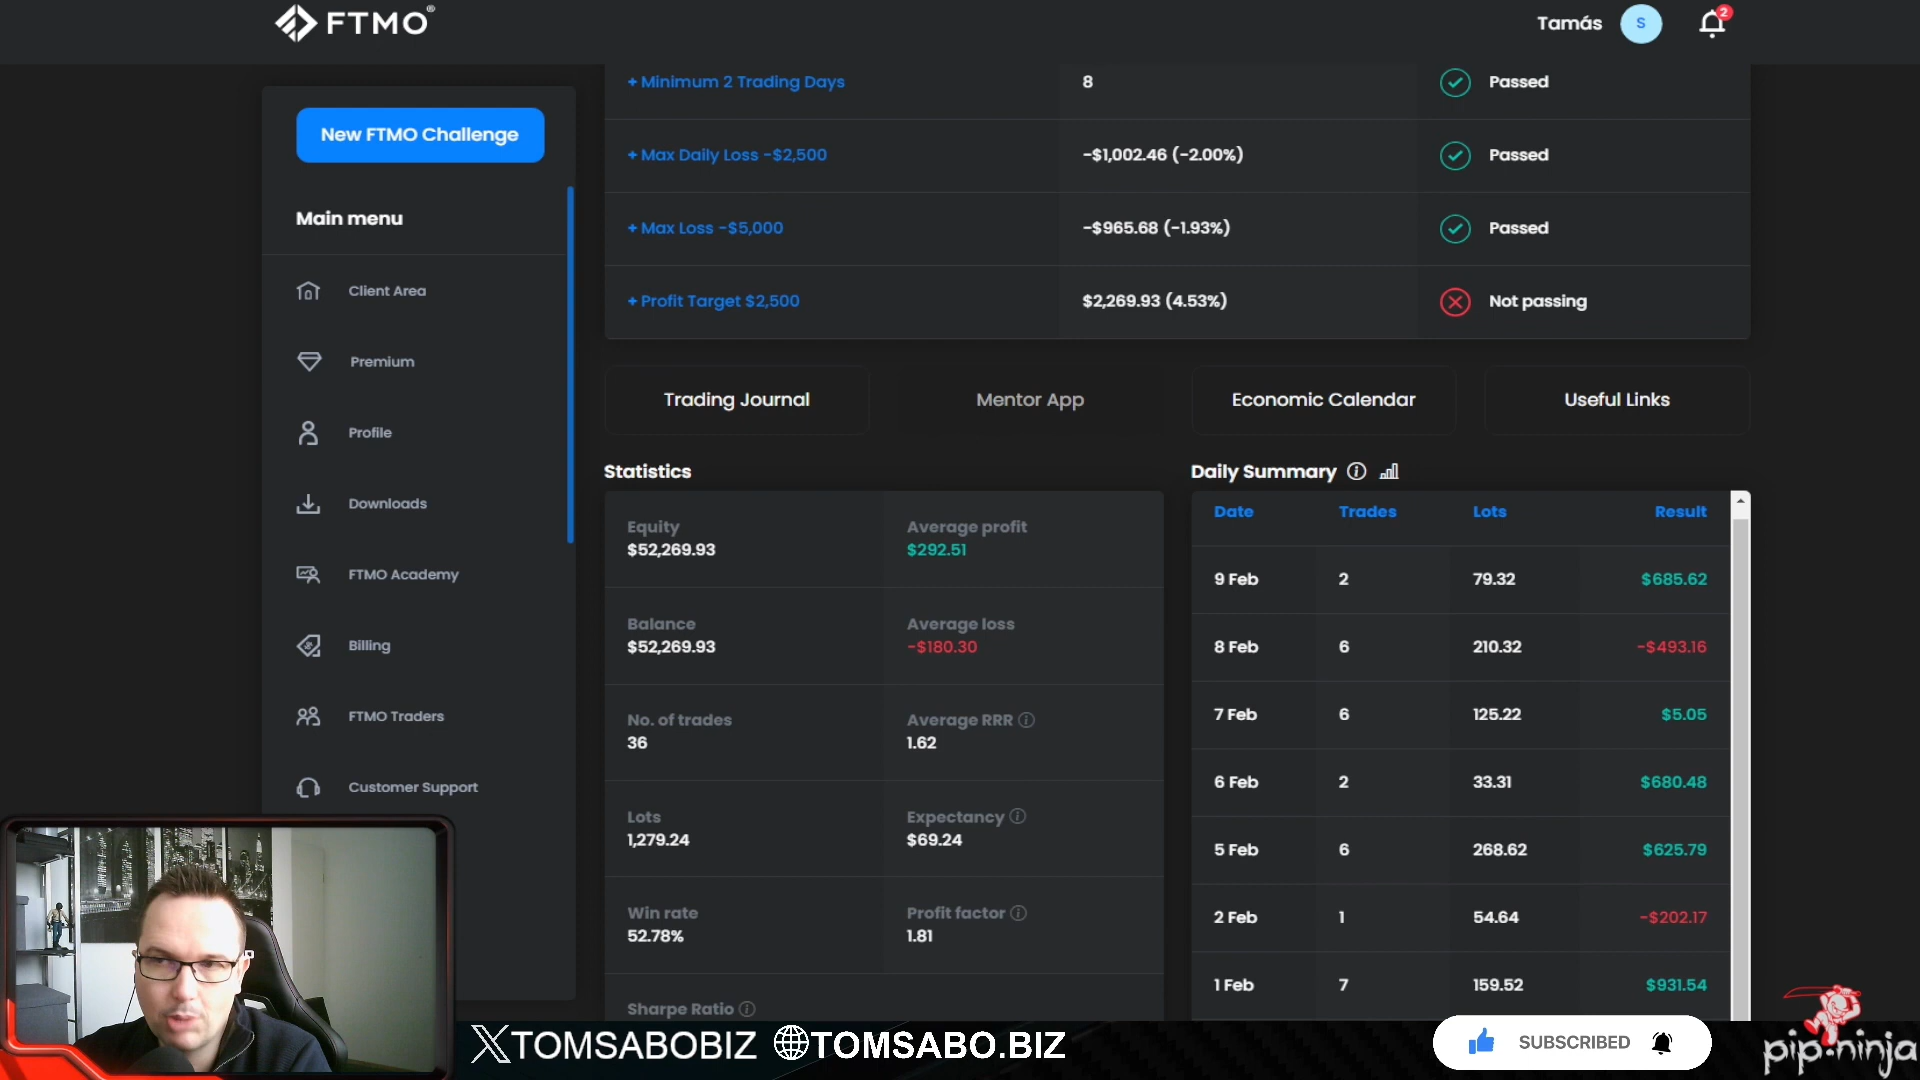 FTMO®
Tamás
S
2
New FTMO Challenge
Main menu
Client Area
Premium
Profile
Downloads
FTMO Academy
Billing
FTMO Traders
Customer Support
+ Minimum 2 Trading Days 8 Passed
+ Max Daily Loss -$2,500 -$1,002.46 (-2.00%) Passed
+ Max Loss -$5,000 -$965.68 (-1.93%) Passed
+ Profit Target $2,500 $2,269.93 (4.53%) Not passing
Trading Journal Mentor App Economic Calendar Useful Links
Statistics
Equity Average profit
$52,269.93 $292.51
Balance Average loss
$52,269.93 -$180.30
No. of trades Average RRR
36 1.62
Lots Expectancy
1,279.24 $69.24
Win rate Profit factor
52.78% 1.81
Sharpe Ratio
Daily Summary
Date Trades Lots Result
9 Feb 2 79.32 $685.62
8 Feb 6 210.32 -$493.16
7 Feb 6 125.22 $5.05
6 Feb 2 33.31 $680.48
5 Feb 6 268.62 $625.79
2 Feb 1 54.64 -$202.17
1 Feb 7 159.52 $931.54
XTOMSABOBIZ TOMSABO.BIZ
SUBSCRIBED
pip.ninja